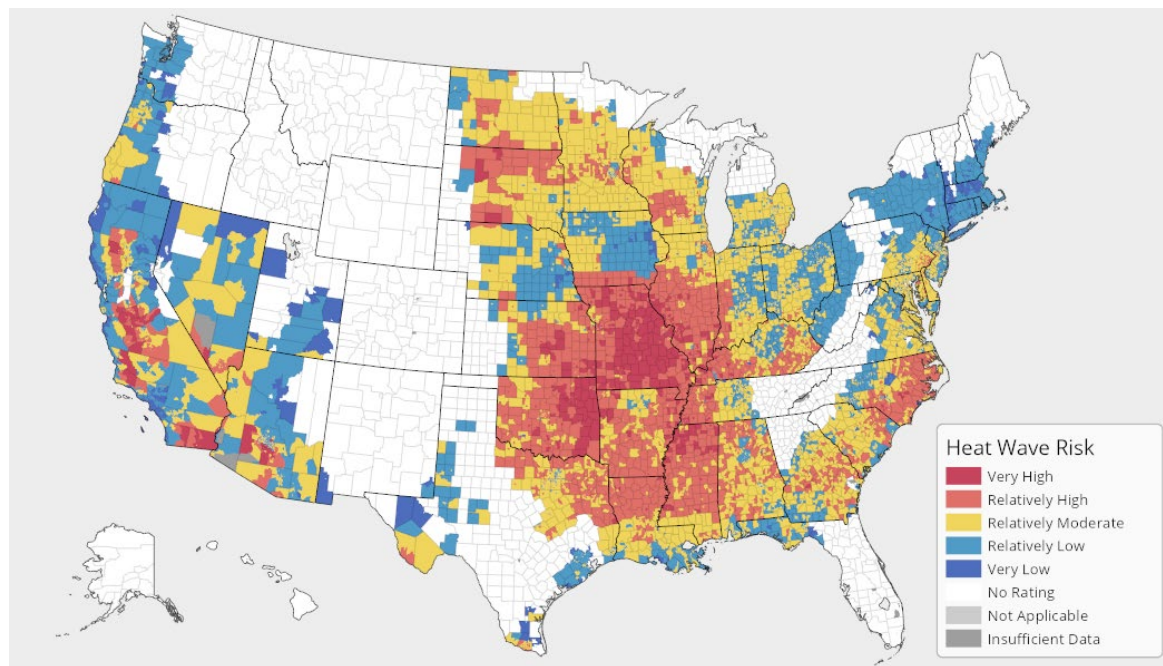 Heat Wave Risk
Very High
Relatively High
Relatively Moderate
Relatively Low
Very Low
No Rating
Not Applicable
Insufficient Data